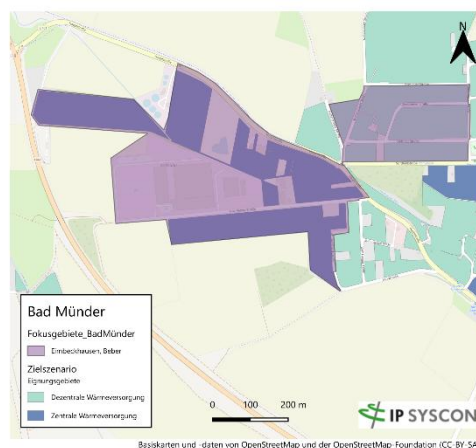 N
Bad Münder
Fokusgebiete_BadMünder
Eimbeckhausen, Beber
Zielszenario
Eignungsgebiete
Dezentrale Wärmeversorgung
Zentrale Wärmeversorgung
0 100 200 m
IP SYSCON
Basiskarten und -daten von OpenStreetMap und der OpenStreetMap-Foundation (CC-BY-SA